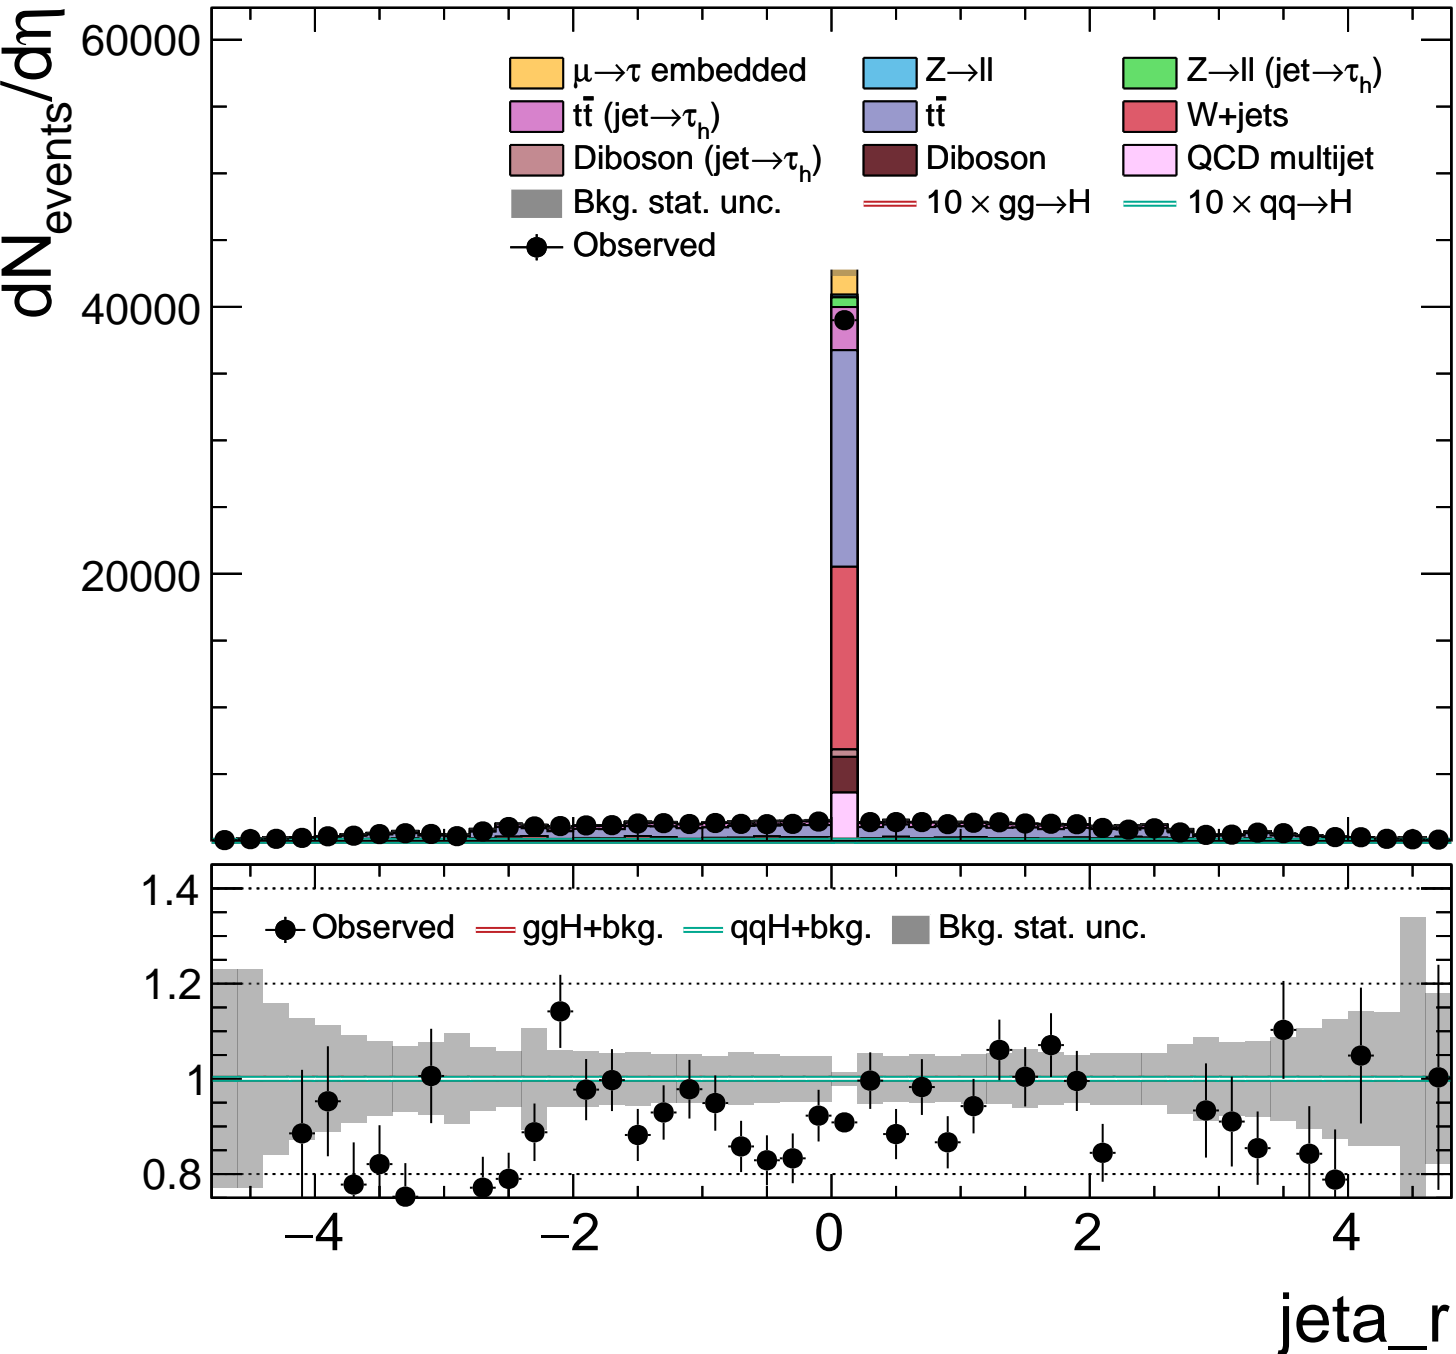 dN_events/dη
60000
40000
20000
μ→τ embedded Z→ll Z→ll (jet→τ_h)
tt̄ (jet→τ_h) tt̄ W+jets
Diboson (jet→τ_h) Diboson QCD multijet
Bkg. stat. unc. 10 × gg→H 10 × qq→H
Observed
1.4
1.2
1
0.8
Observed ggH+bkg. qqH+bkg. Bkg. stat. unc.
−4 −2 0 2 4
jeta_r